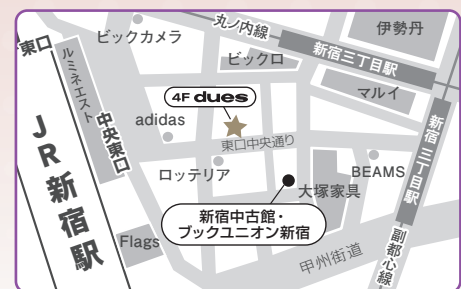 東口
ルミネエスト
中央東口
JR新宿駅
Flags
ビックカメラ
丸ノ内線
ビックロ
新宿三丁目駅
伊勢丹
マルイ
4F dues
adidas
東口中央通り
ロッテリア
大塚家具
BEAMS
新宿三丁目駅
副都心線
新宿中古館・
ブックユニオン新宿
甲州街道